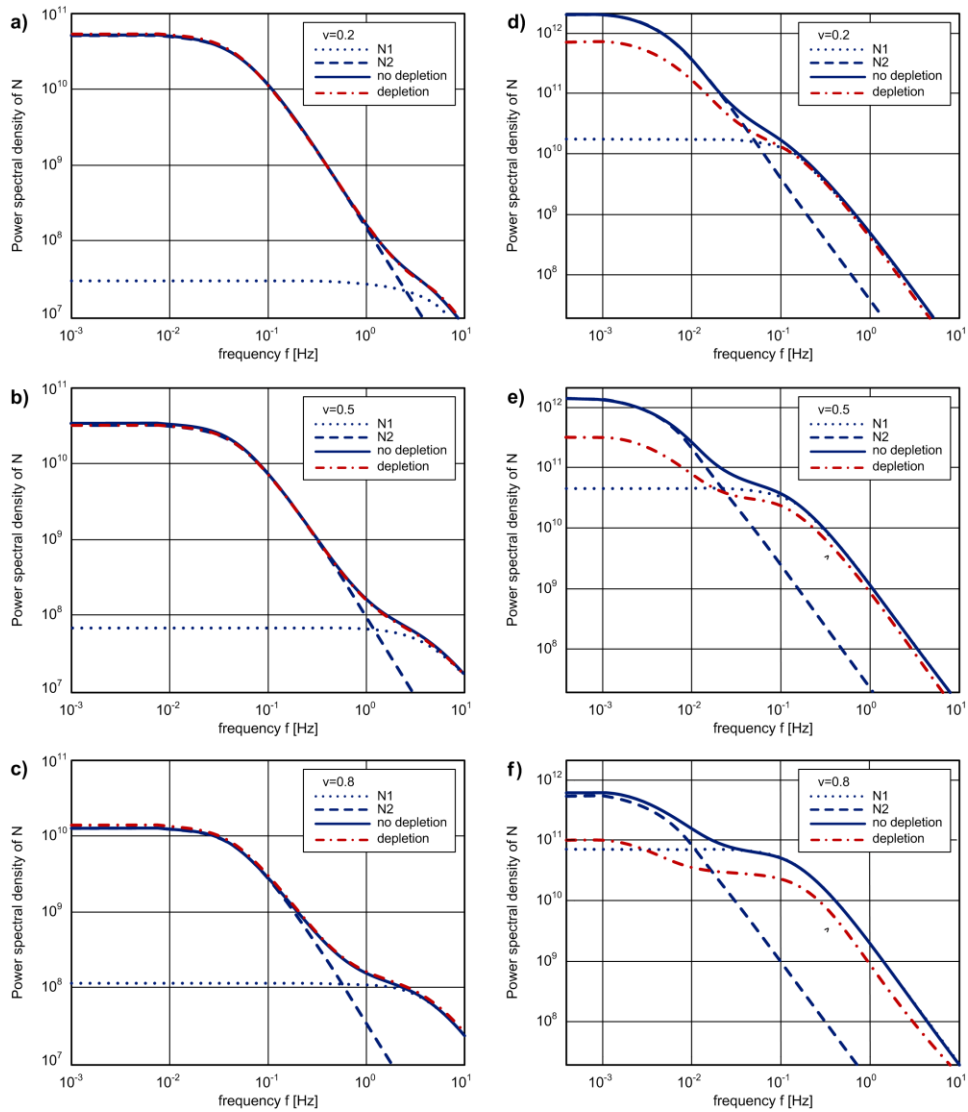 a)
Power spectral density of N
10^11
10^10
10^9
10^8
10^7
v=0.2
N1
N2
no depletion
depletion
10^-3
10^-2
10^-1
10^0
10^1
frequency f [Hz]
d)
Power spectral density of N
10^12
10^11
10^10
10^9
10^8
v=0.2
N1
N2
no depletion
depletion
10^-3
10^-2
10^-1
10^0
10^1
frequency f [Hz]
b)
Power spectral density of N
10^11
10^10
10^9
10^8
10^7
v=0.5
N1
N2
no depletion
depletion
10^-3
10^-2
10^-1
10^0
10^1
frequency f [Hz]
e)
Power spectral density of N
10^12
10^11
10^10
10^9
10^8
v=0.5
N1
N2
no depletion
depletion
10^-3
10^-2
10^-1
10^0
10^1
frequency f [Hz]
c)
Power spectral density of N
10^11
10^10
10^9
10^8
10^7
v=0.8
N1
N2
no depletion
depletion
10^-3
10^-2
10^-1
10^0
10^1
frequency f [Hz]
f)
Power spectral density of N
10^12
10^11
10^10
10^9
10^8
v=0.8
N1
N2
no depletion
depletion
10^-3
10^-2
10^-1
10^0
10^1
frequency f [Hz]